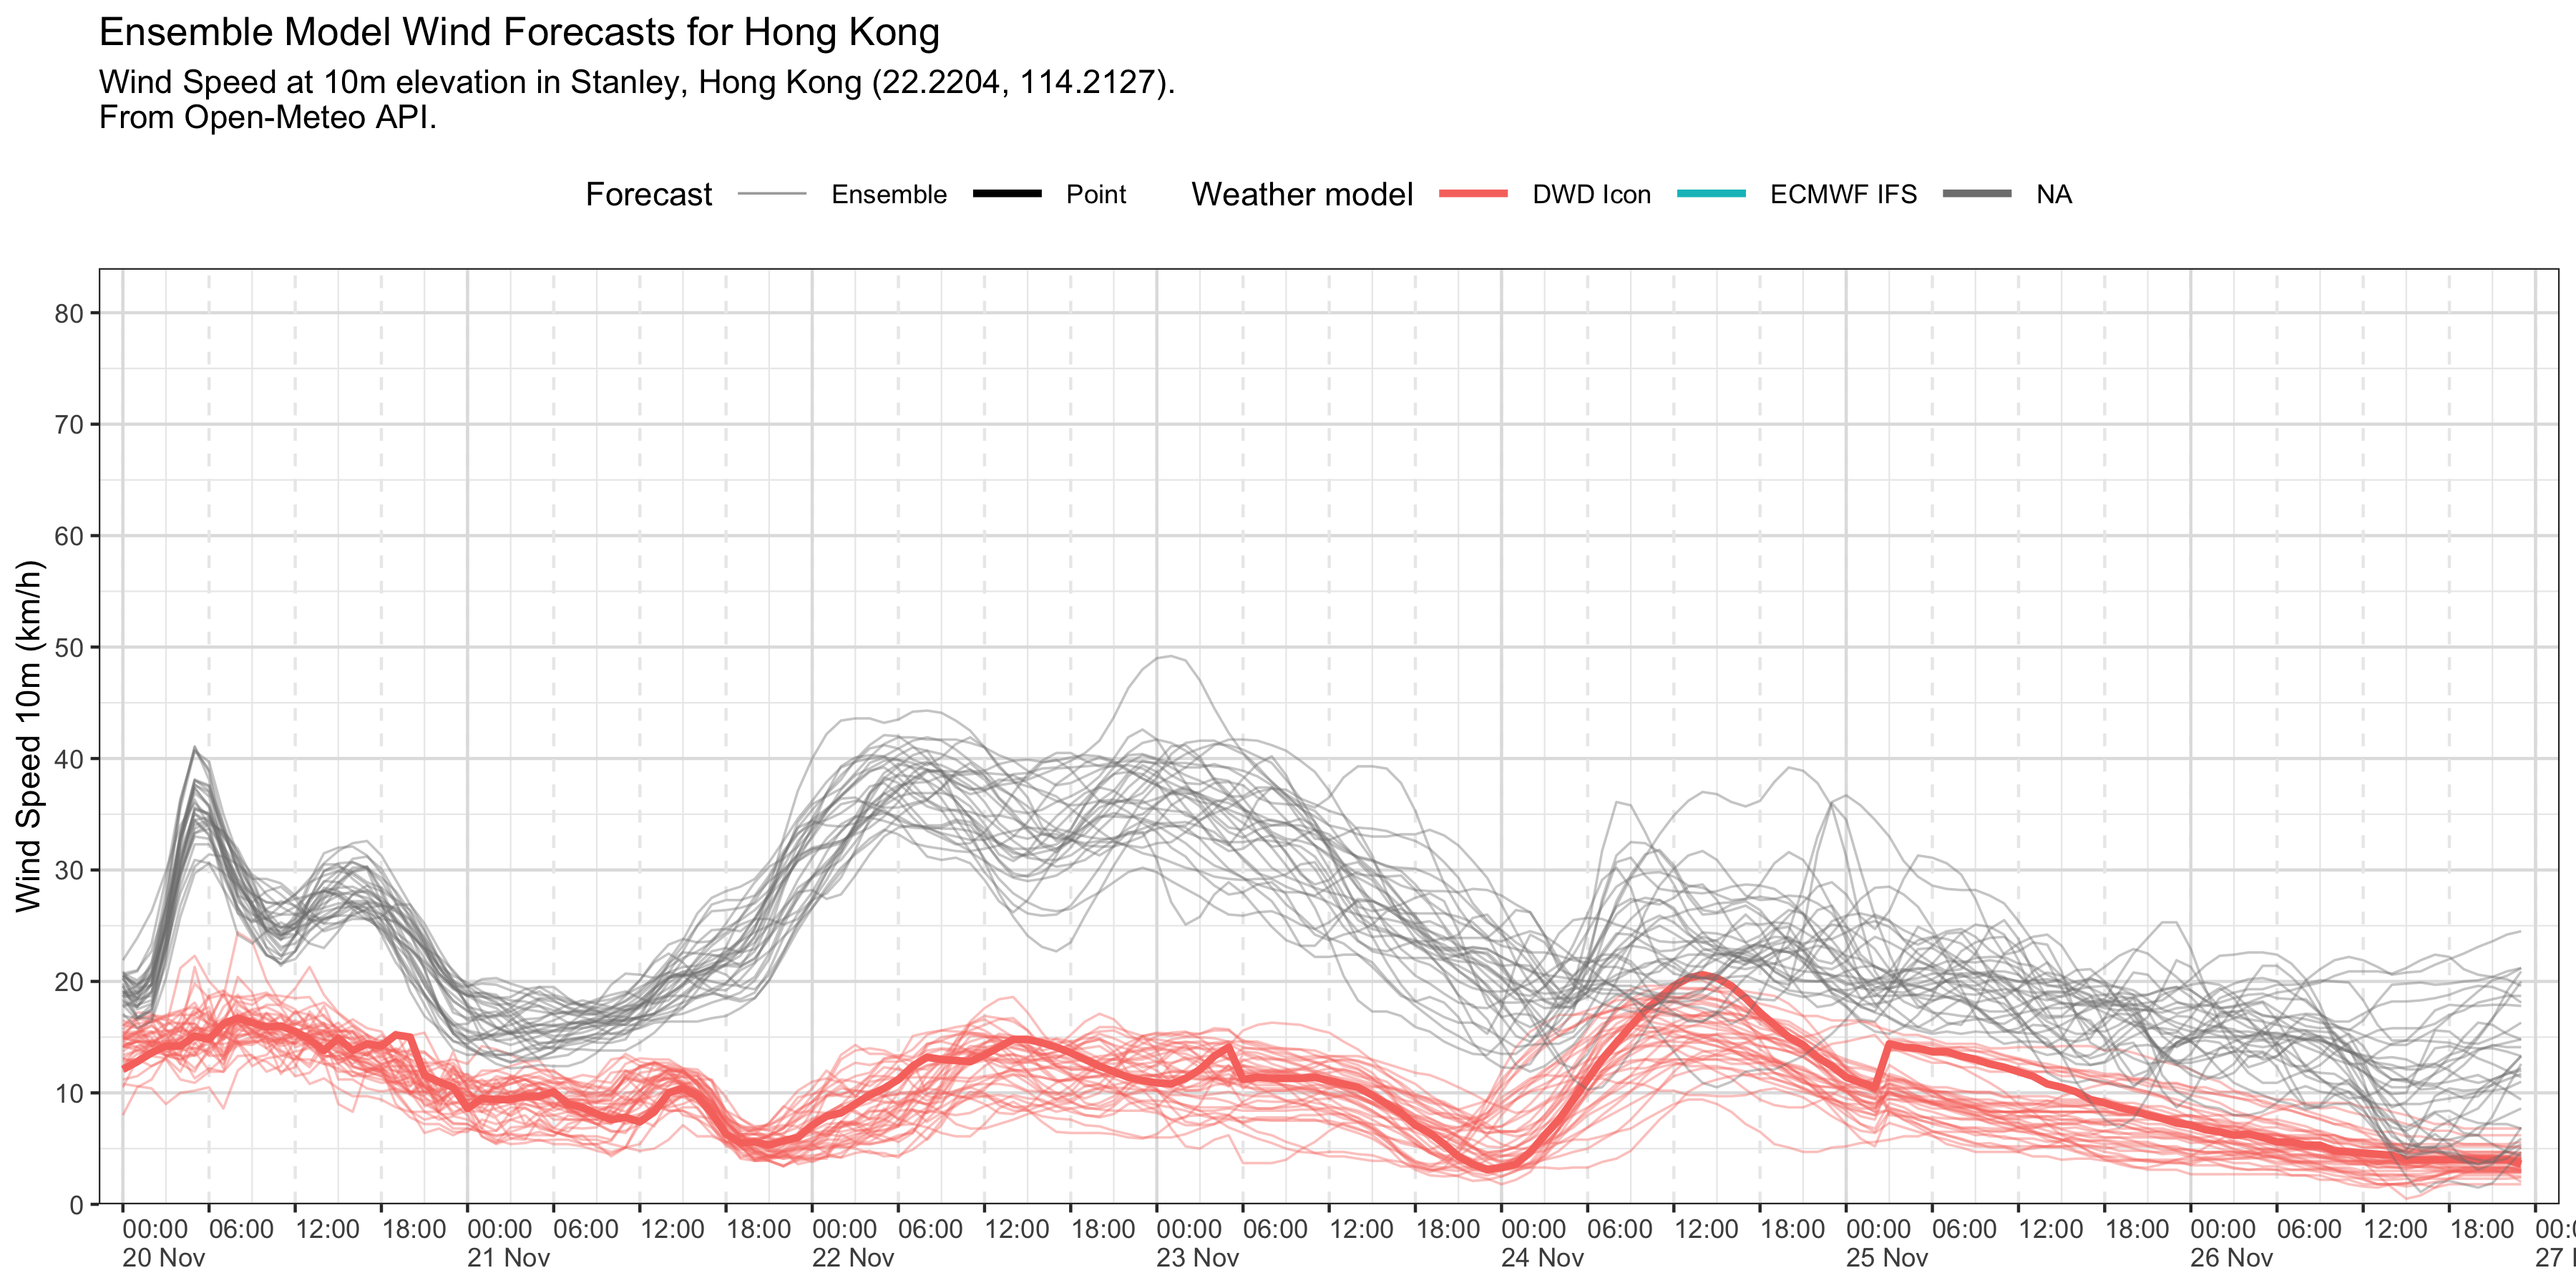 Ensemble Model Wind Forecasts for Hong Kong
Wind Speed at 10m elevation in Stanley, Hong Kong (22.2204, 114.2127).
From Open-Meteo API.
Forecast Ensemble Point Weather model DWD Icon ECMWF IFS NA
Wind Speed 10m (km/h)
80
70
60
50
40
30
20
10
0
00:00 06:00 12:00 18:00 00:00 06:00 12:00 18:00 00:00 06:00 12:00 18:00 00:00 06:00 12:00 18:00 00:00 06:00 12:00 18:00 00:00 06:00 12:00 18:00 00:00 06:00 12:00 18:00
20 Nov 21 Nov 22 Nov 23 Nov 24 Nov 25 Nov 26 Nov 27